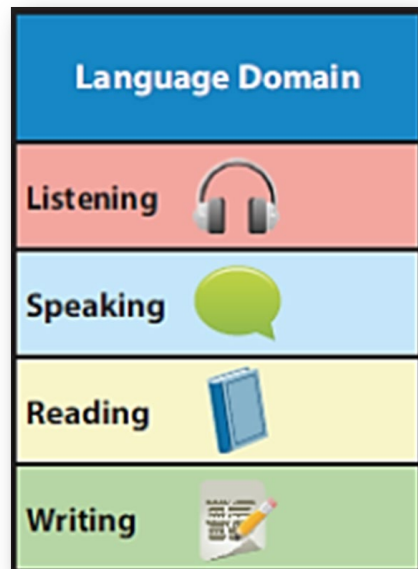 Language Domain
Listening
Speaking
Reading
Writing